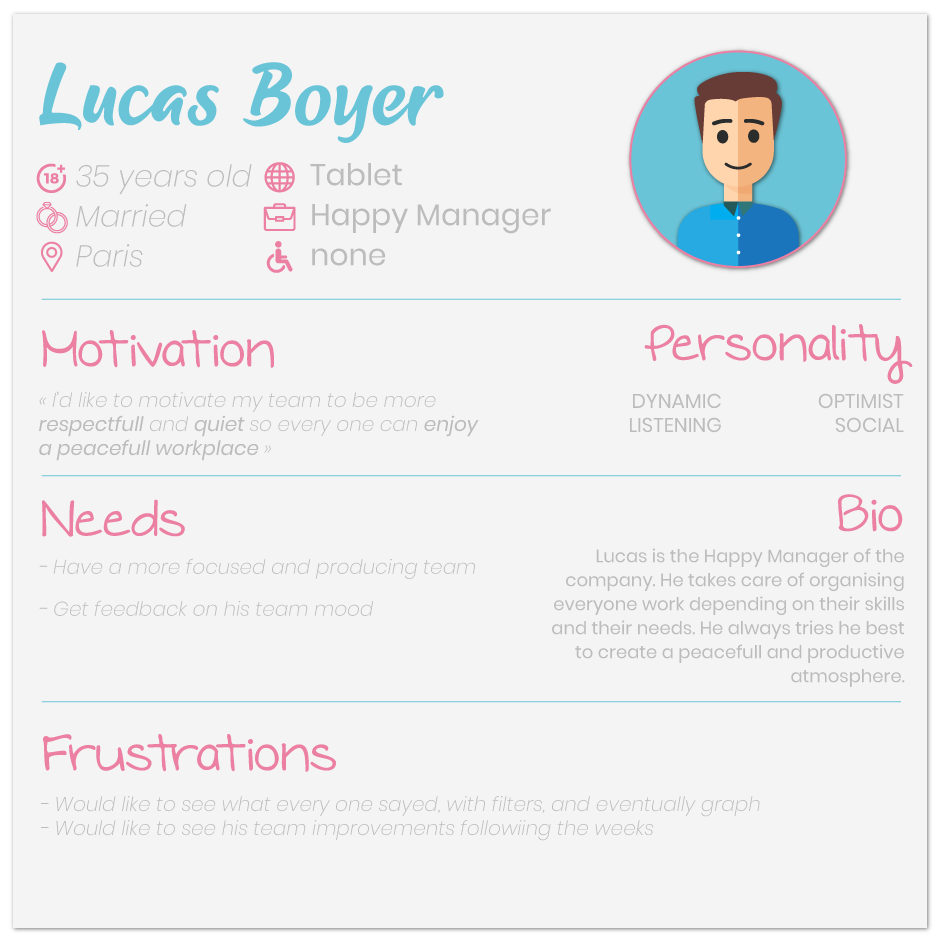 Lucas Boyer
18+ 35 years old
Tablet
Married
Happy Manager
Paris
none
Motivation
« I'd like to motivate my team to be more
respectfull and quiet so every one can enjoy
a peacefull workplace »
Personality
DYNAMIC OPTIMIST
LISTENING SOCIAL
Needs
- Have a more focused and producing team
- Get feedback on his team mood
Bio
Lucas is the Happy Manager of the
company. He takes care of organising
everyone work depending on their skills
and their needs. He always tries he best
to create a peacefull and productive
atmosphere.
Frustrations
- Would like to see what every one sayed, with filters, and eventually graph
- Would like to see his team improvements followiing the weeks